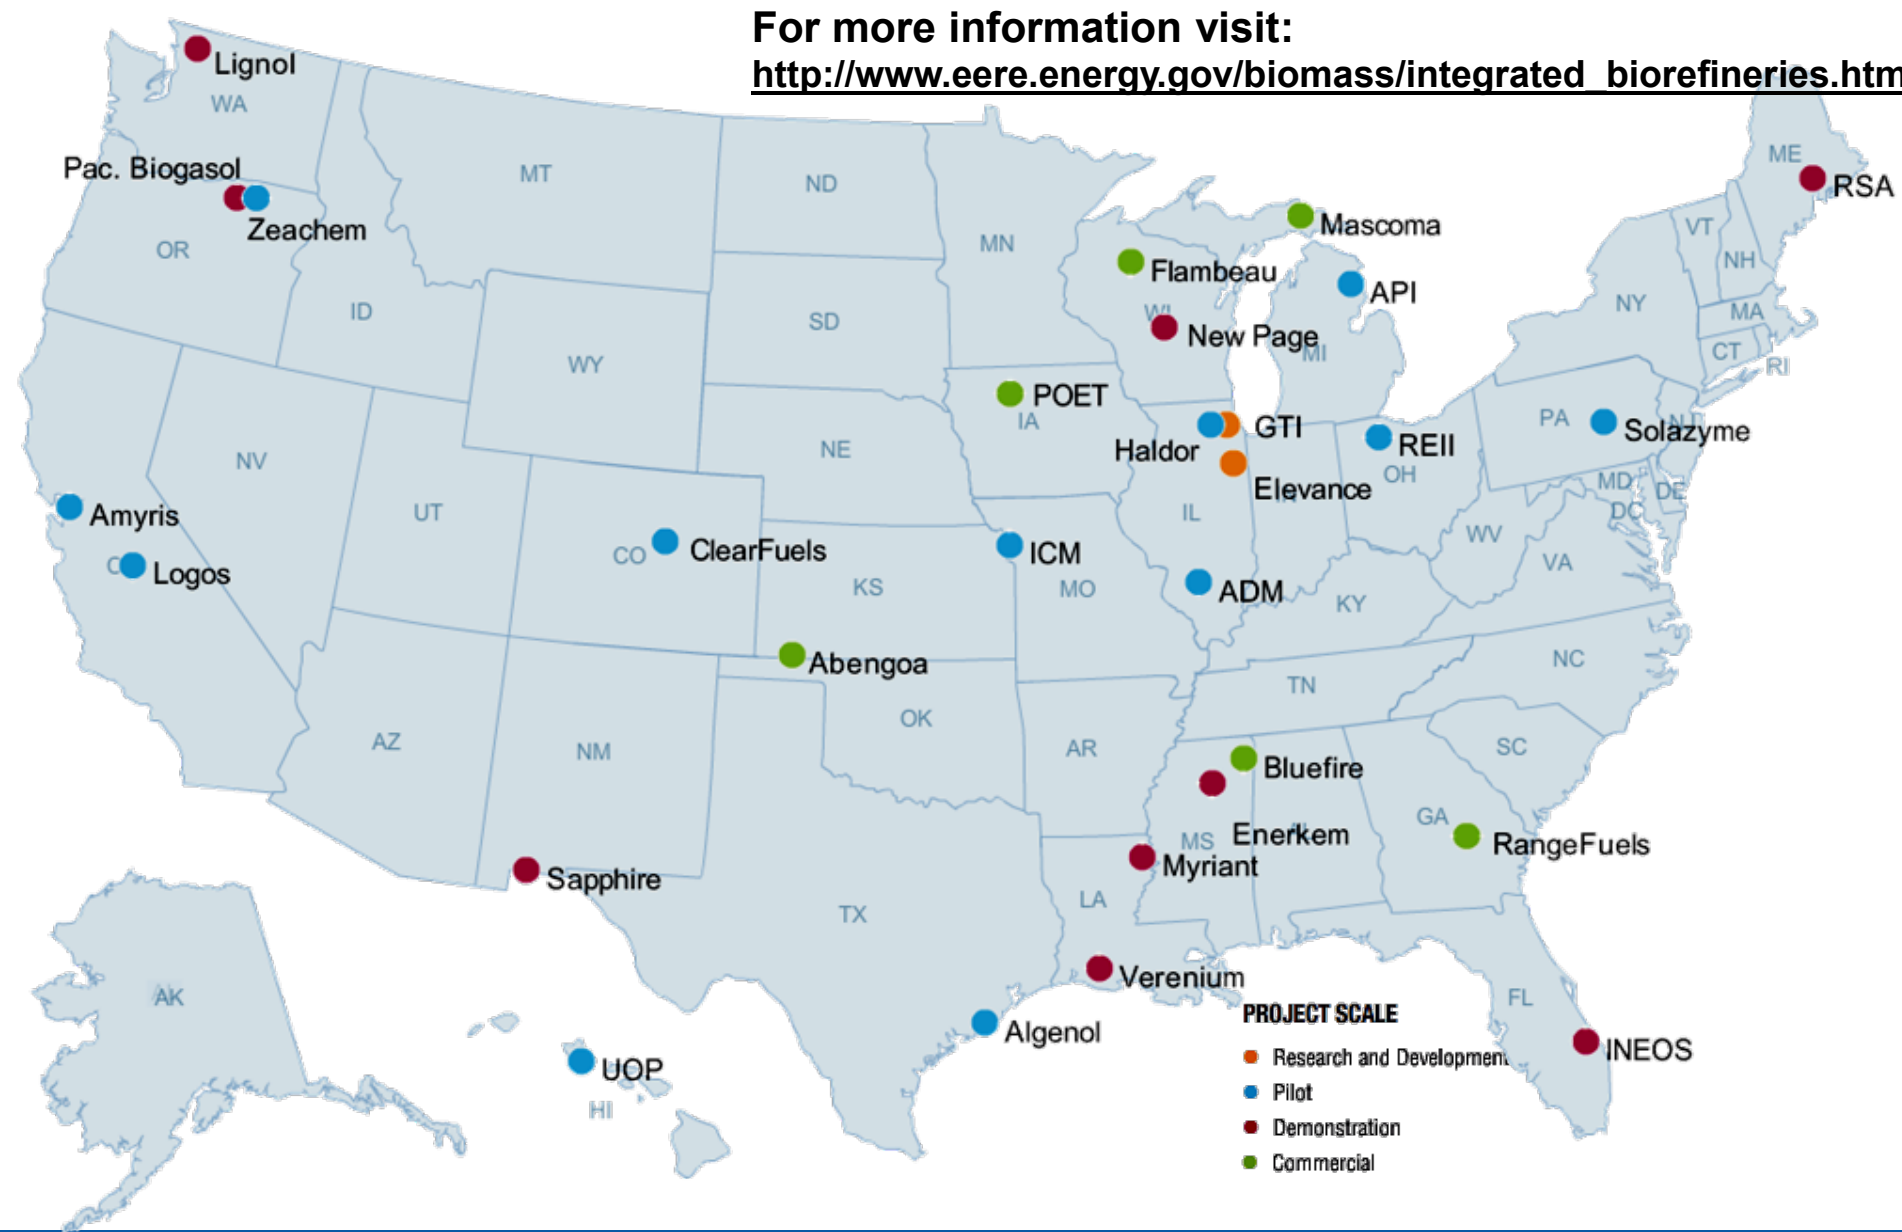 For more information visit:
http://www.eere.energy.gov/biomass/integrated_biorefineries.htm
Lignol
WA
Pac. Biogasol
Zeachem
OR
MT
ND
MN
ID
SD
WY
Mascoma
Flambeau
API
WI
New Page
MI
ME
RSA
VT
NH
NY
MA
CT
RI
POET
IA
NE
NV
UT
Haldor
GTI
Elevance
REII
OH
PA
Solazyme
NJ
MD
DE
DC
WV
VA
Amyris
Logos
CO
ClearFuels
KS
ICM
MO
IL
ADM
KY
Abengoa
OK
TN
NC
AZ
NM
AR
SC
Bluefire
MS
Enerkem
GA
RangeFuels
Myriant
Sapphire
TX
LA
Verenium
Algenol
AK
UOP
HI
FL
INEOS
PROJECT SCALE
Research and Development
Pilot
Demonstration
Commercial